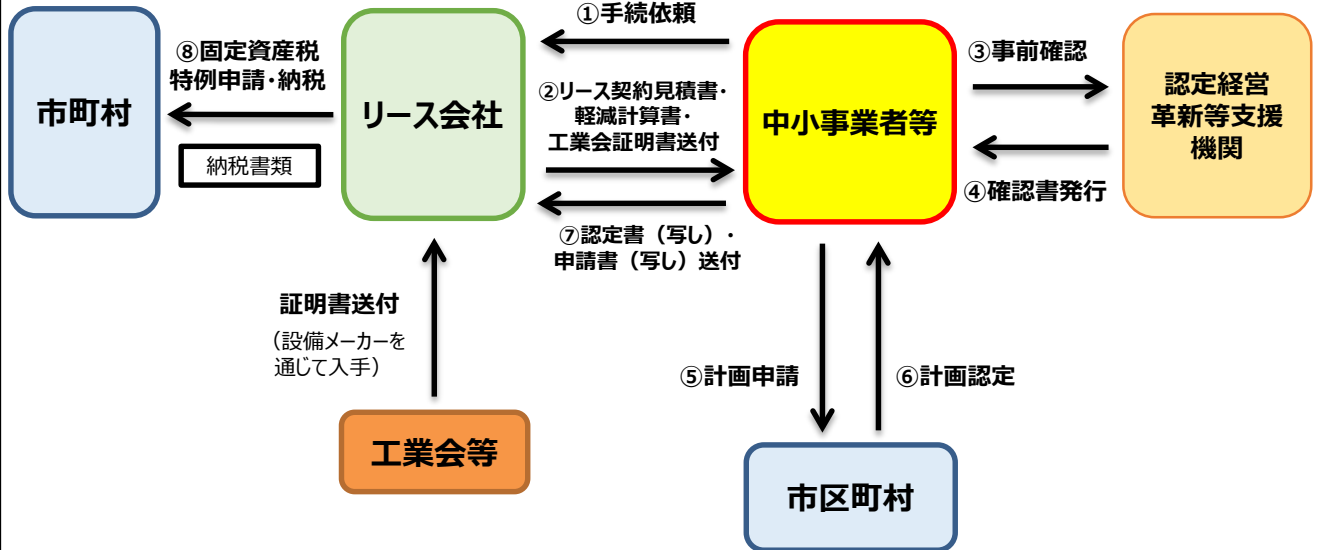 ①手続依頼
⑧固定資産税
特例申請・納税
市町村
納税書類
リース会社
②リース契約見積書・
軽減計算書・
工業会証明書送付
中小事業者等
③事前確認
④確認書発行
認定経営
革新等支援
機関
⑦認定書（写し）・
申請書（写し）送付
証明書送付
（設備メーカーを
通じて入手）
工業会等
⑤計画申請
⑥計画認定
市区町村